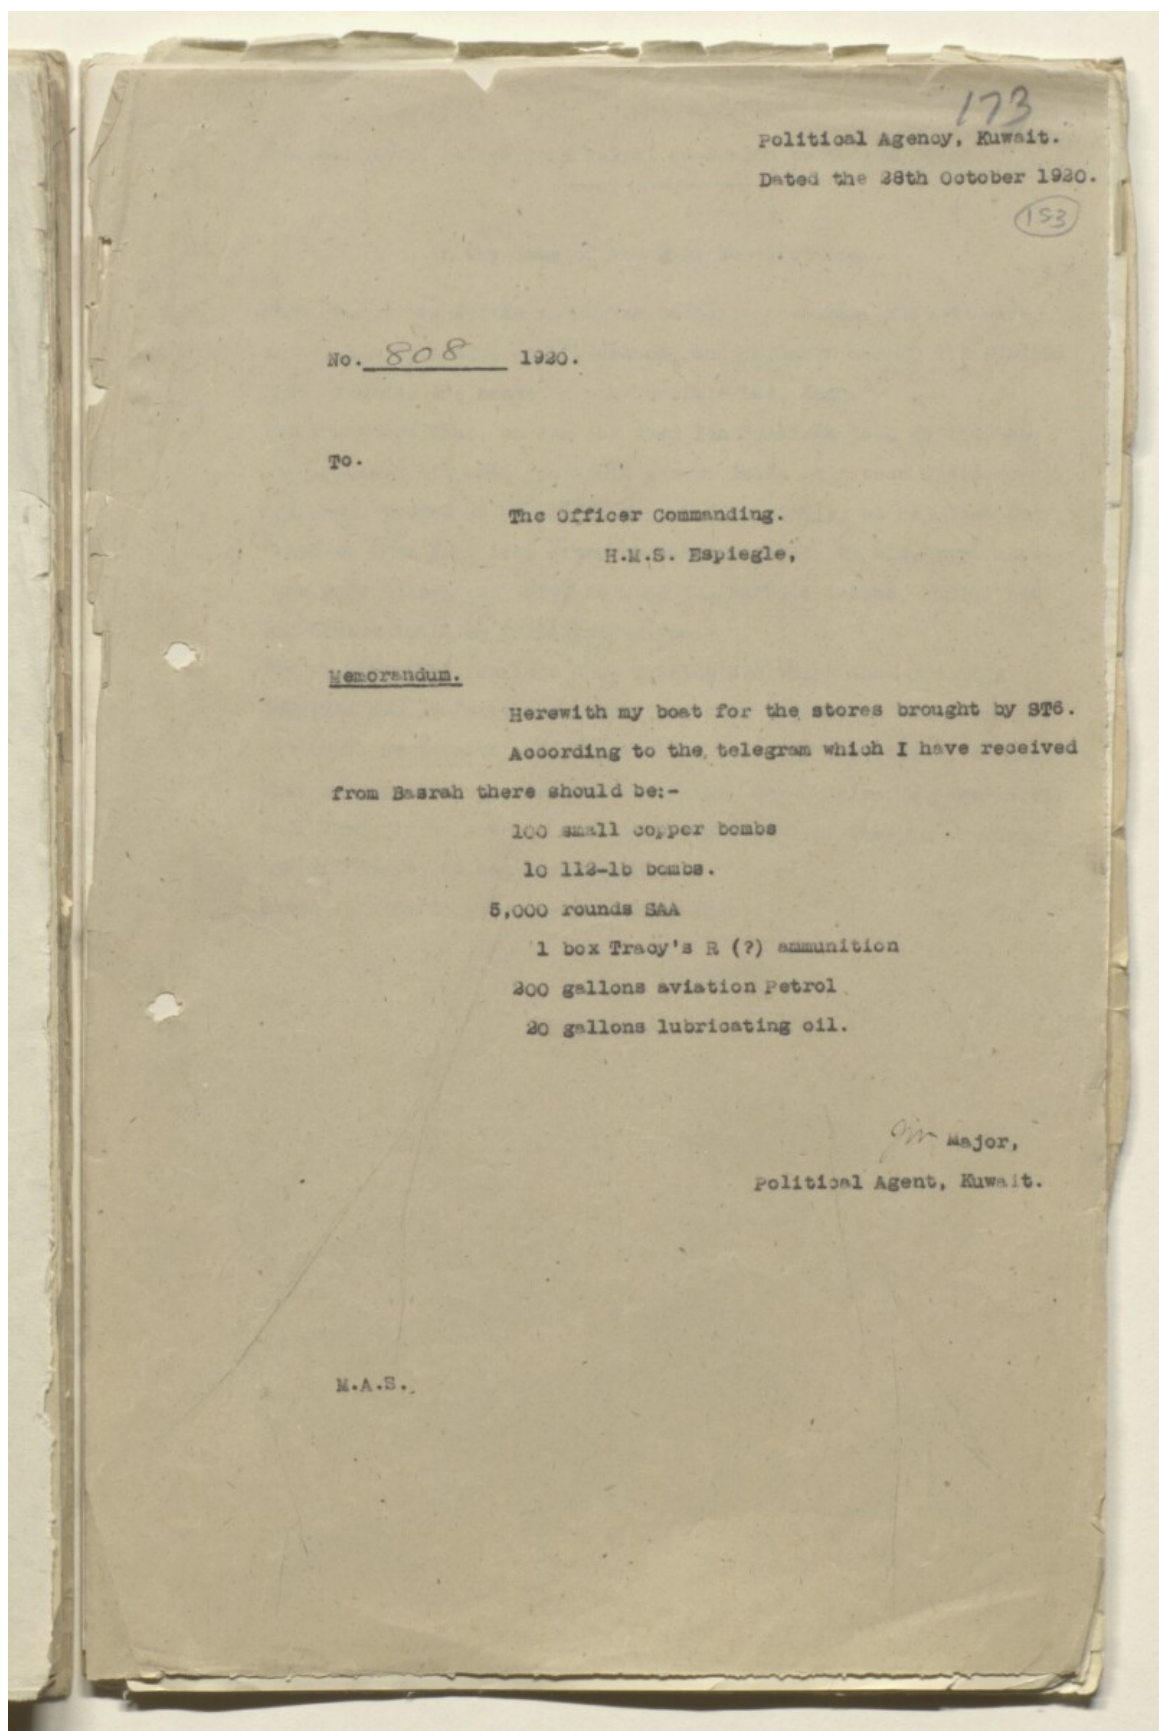 173
Political Agency, Kuwait.
Dated the 28th October 1920.
153
No. 808 1920.
To.
The Officer Commanding.
H.M.S. Espiegle,
Memorandum.
Herewith my boat for the stores brought by ST6.
According to the telegram which I have received
from Basrah there should be:-
100 small copper bombs
10 112-lb bombs.
5,000 rounds SAA
1 box Tracy's R (?) ammunition
200 gallons aviation Petrol
20 gallons lubricating oil.
Major,
Political Agent, Kuwait.
M.A.S.